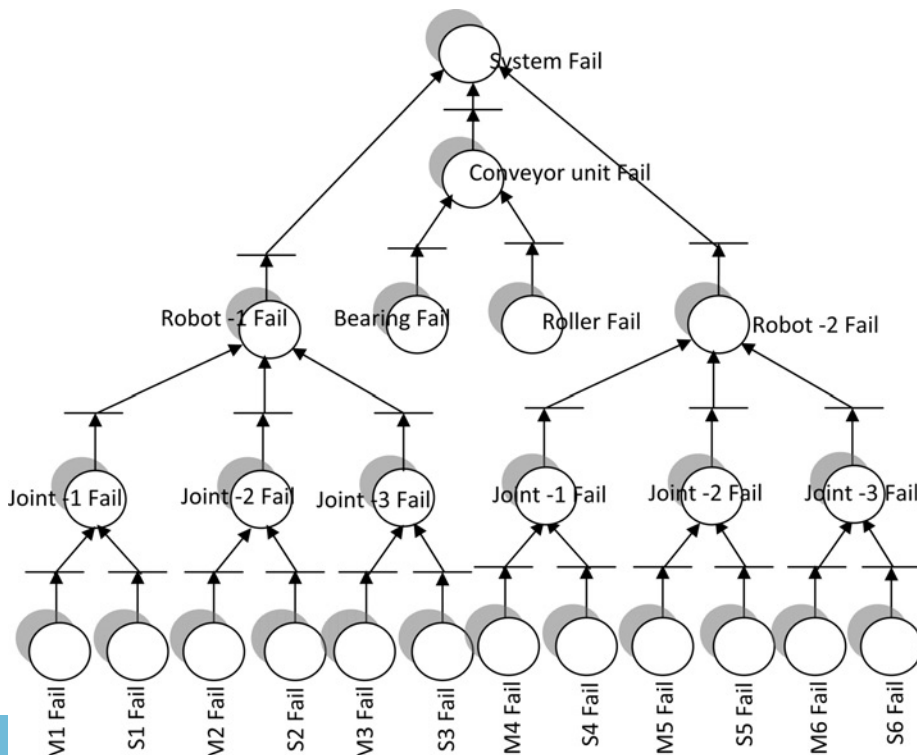 System Fail
Conveyor unit Fail
Robot -1 Fail
Bearing Fail
Roller Fail
Robot -2 Fail
Joint -1 Fail
Joint -2 Fail
Joint -3 Fail
Joint -1 Fail
Joint -2 Fail
Joint -3 Fail
M1 Fail
S1 Fail
M2 Fail
S2 Fail
M3 Fail
S3 Fail
M4 Fail
S4 Fail
M5 Fail
S5 Fail
M6 Fail
S6 Fail